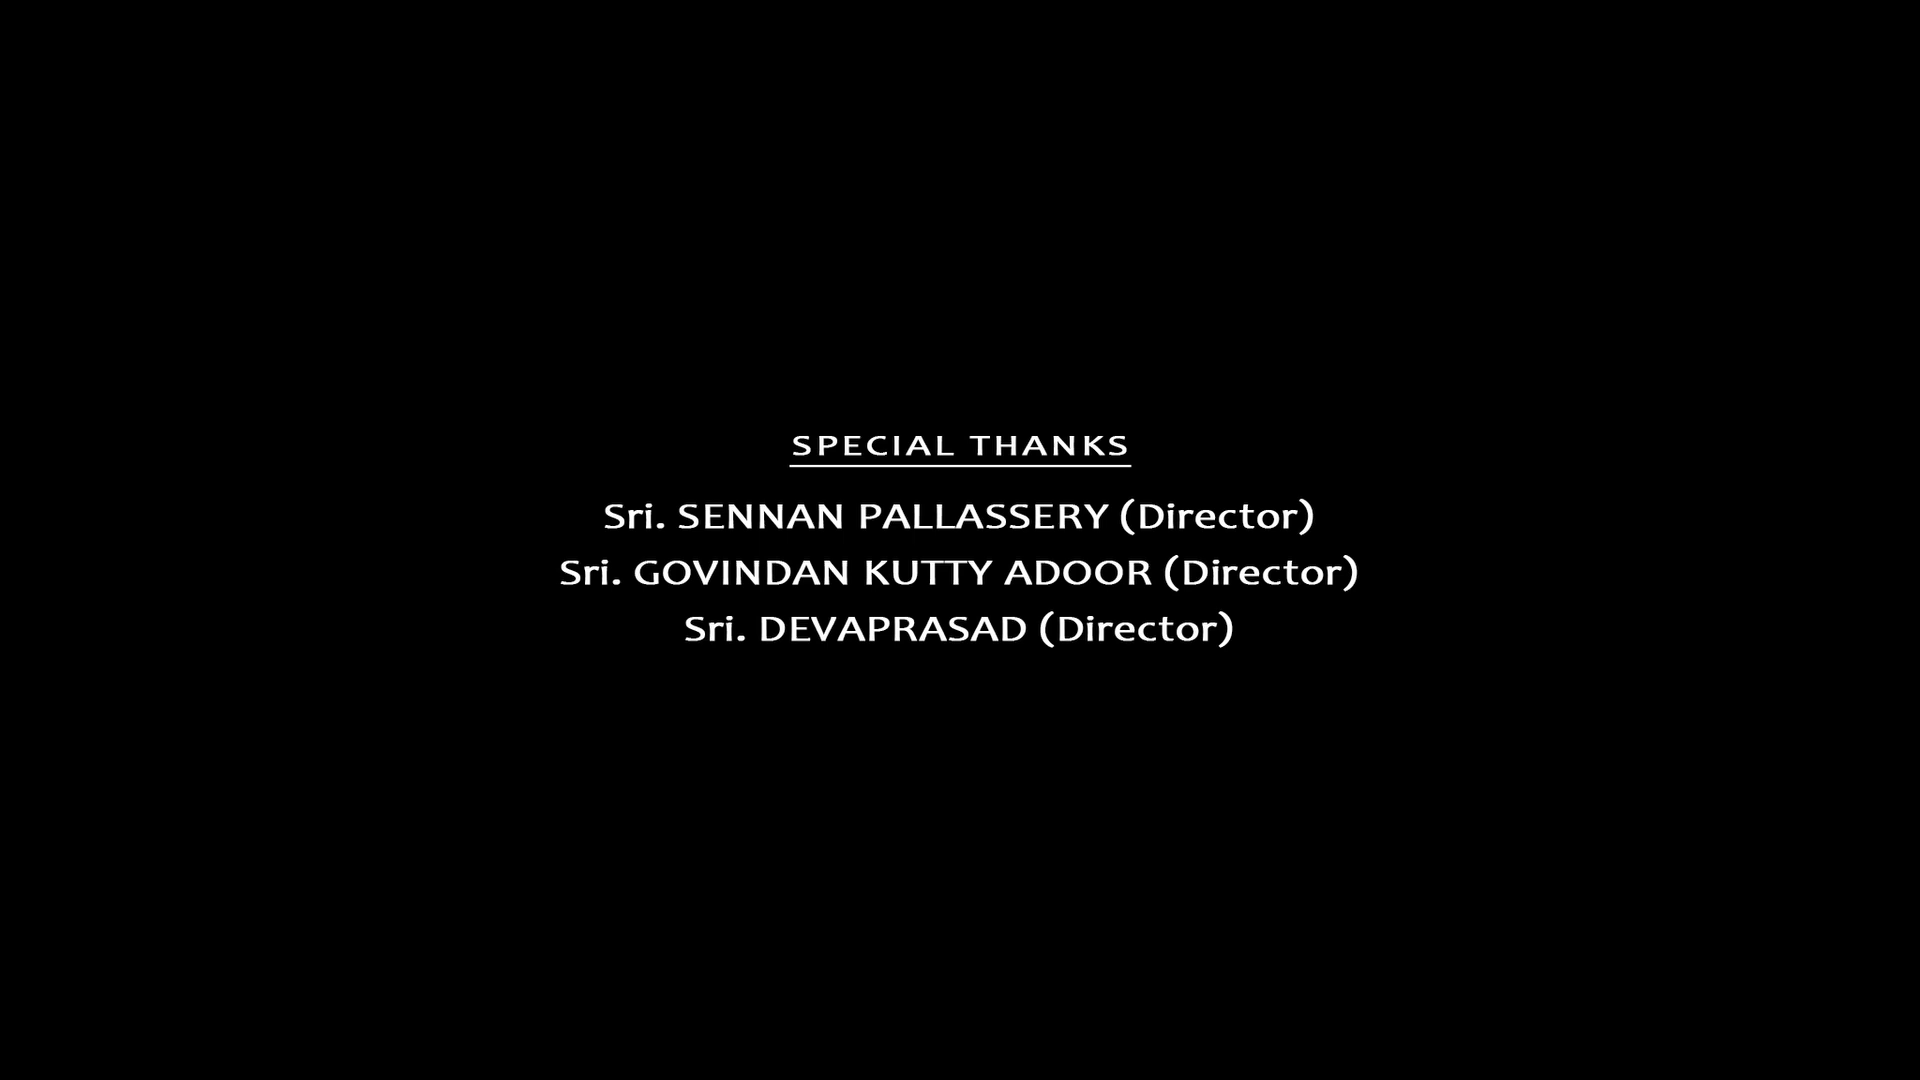 SPECIAL THANKS
Sri. SENNAN PALLASSERY (Director)
Sri. GOVINDAN KUTTY ADOOR (Director)
Sri. DEVAPRASAD (Director)